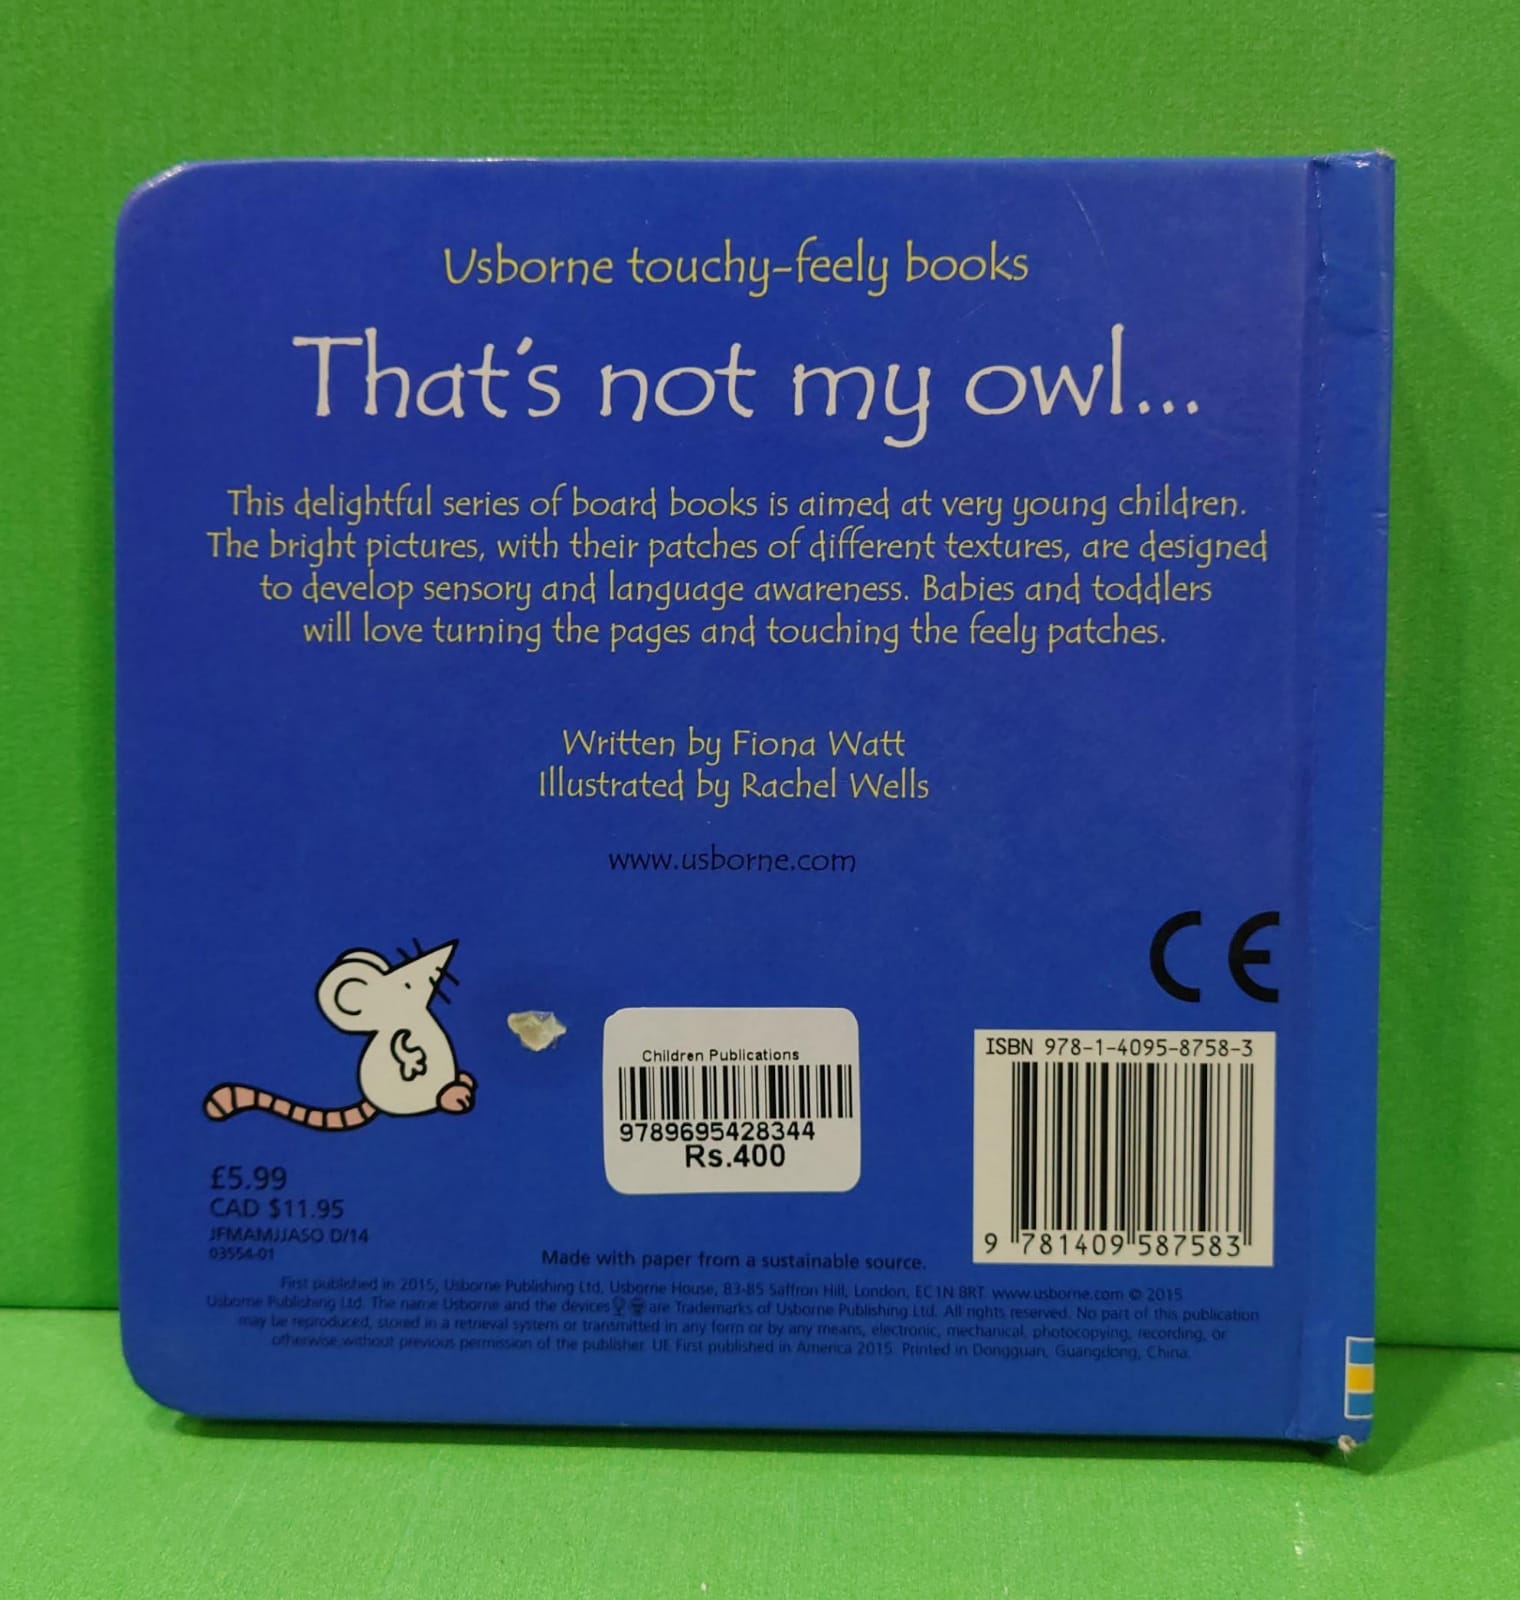 Usborne touchy-feely books
That's not my owl...
This delightful series of board books is aimed at very young children.
The bright pictures, with their patches of different textures, are designed
to develop sensory and language awareness. Babies and toddlers
will love turning the pages and touching the feely patches.
Written by Fiona Watt
Illustrated by Rachel Wells
www.usborne.com
CE
Children Publications
9789695428344
Rs.400
ISBN 978-1-4095-8758-3
9 781409 587583
£5.99
CAD $11.95
JFMAMJJASO D/14
03554-01
Made with paper from a sustainable source.
First published in 2015, Usborne Publishing Ltd, Usborne House, 83-85 Saffron Hill, London, EC1N 8RT. www.usborne.com © 2015
Usborne Publishing Ltd. The name Usborne and the devices are Trademarks of Usborne Publishing Ltd. All rights reserved. No part of this publication
may be reproduced, stored in a retrieval system or transmitted in any form or by any means, electronic, mechanical, photocopying, recording, or
otherwise without previous permission of the publisher. UE First published in America 2015. Printed in Dongguan, Guangdong, China.